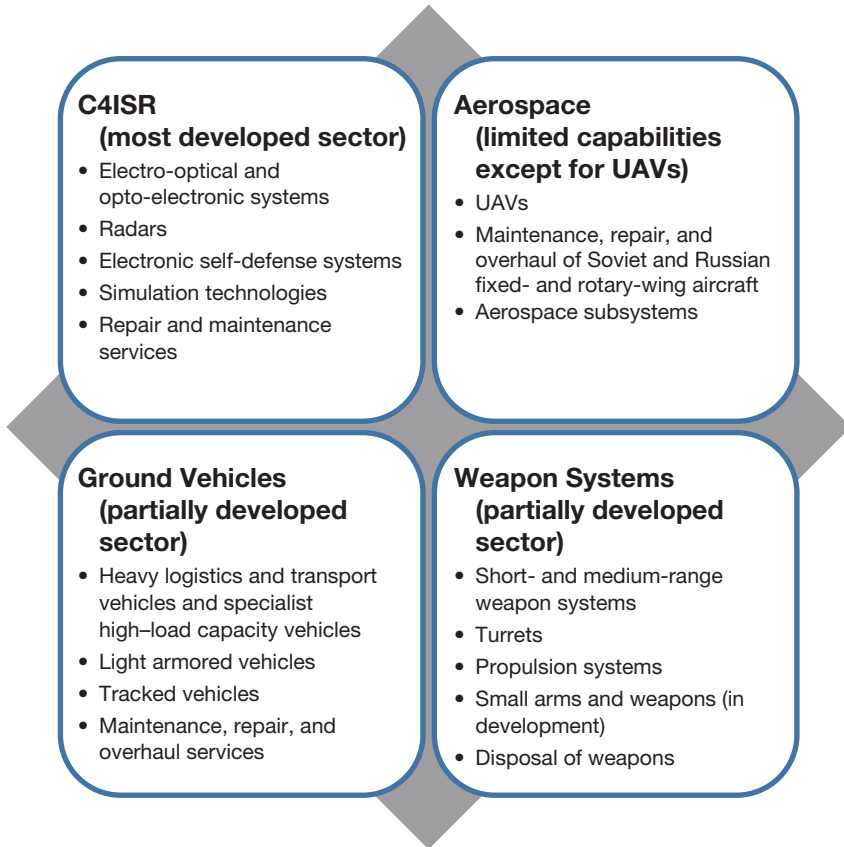 C4ISR
(most developed sector)
• Electro-optical and
opto-electronic systems
• Radars
• Electronic self-defense systems
• Simulation technologies
• Repair and maintenance
services
Aerospace
(limited capabilities
except for UAVs)
• UAVs
• Maintenance, repair, and
overhaul of Soviet and Russian
fixed- and rotary-wing aircraft
• Aerospace subsystems
Ground Vehicles
(partially developed
sector)
• Heavy logistics and transport
vehicles and specialist
high–load capacity vehicles
• Light armored vehicles
• Tracked vehicles
• Maintenance, repair, and
overhaul services
Weapon Systems
(partially developed
sector)
• Short- and medium-range
weapon systems
• Turrets
• Propulsion systems
• Small arms and weapons (in
development)
• Disposal of weapons